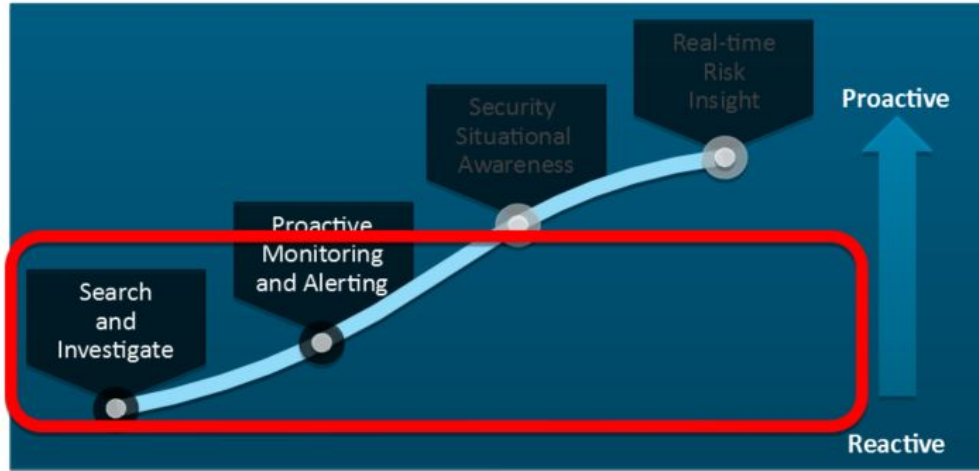 Real-time
Risk
Insight
Proactive
Security
Situational
Awareness
Proactive
Monitoring
and Alerting
Search
and
Investigate
Reactive